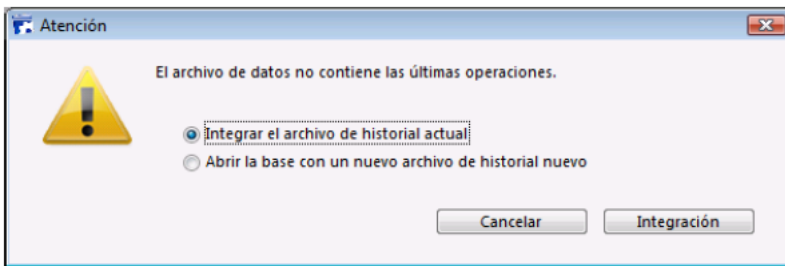 Atención
El archivo de datos no contiene las últimas operaciones.
Integrar el archivo de historial actual
Abrir la base con un nuevo archivo de historial nuevo
Cancelar Integración